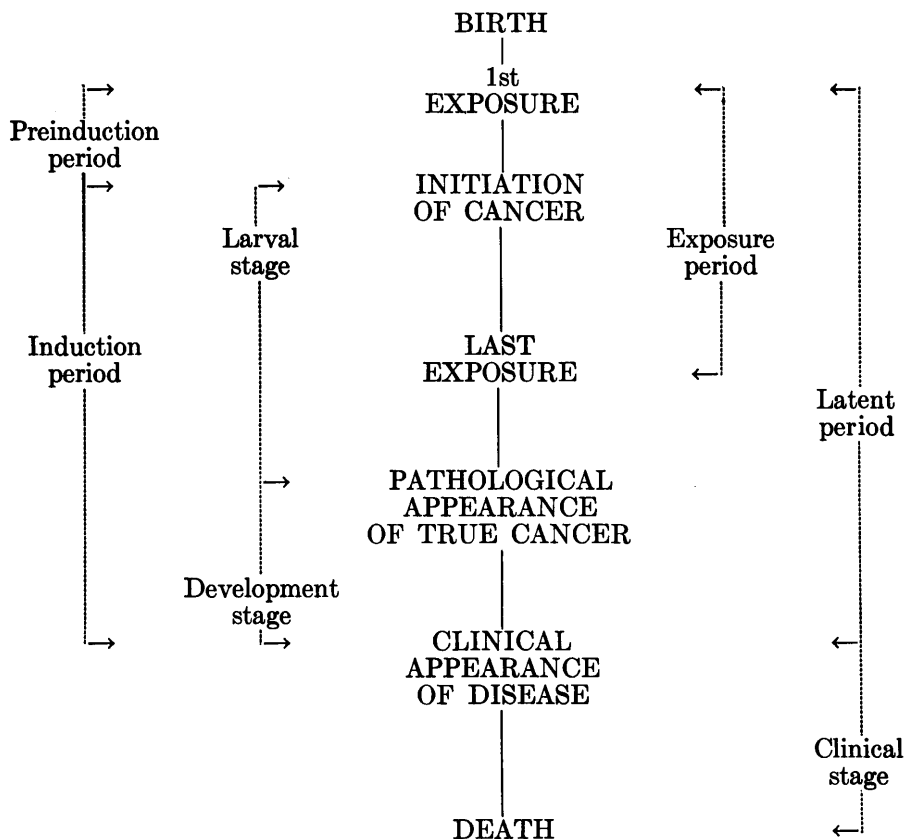 BIRTH
1st
EXPOSURE
Preinduction
period
INITIATION
OF CANCER
Larval
stage
Exposure
period
Induction
period
LAST
EXPOSURE
Latent
period
PATHOLOGICAL
APPEARANCE
OF TRUE CANCER
Development
stage
CLINICAL
APPEARANCE
OF DISEASE
Clinical
stage
DEATH